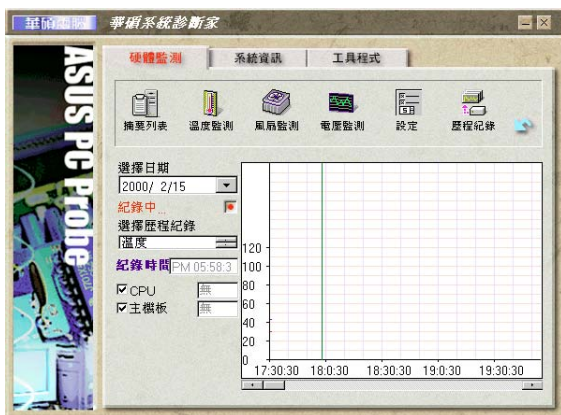 華碩電腦 華碩系統診斷家
ASUS PC Probe
硬體監測 系統資訊 工具程式
摘要列表 溫度監測 風扇監測 電壓監測 設定 歷程紀錄
選擇日期
2000/ 2/15
紀錄中...
選擇歷程紀錄
溫度
紀錄時間 PM 05:58:3
CPU 無
主機板 無
120
100
80
60
40
20
0
17:30:30 18:0:30 18:30:30 19:0:30 19:30:30